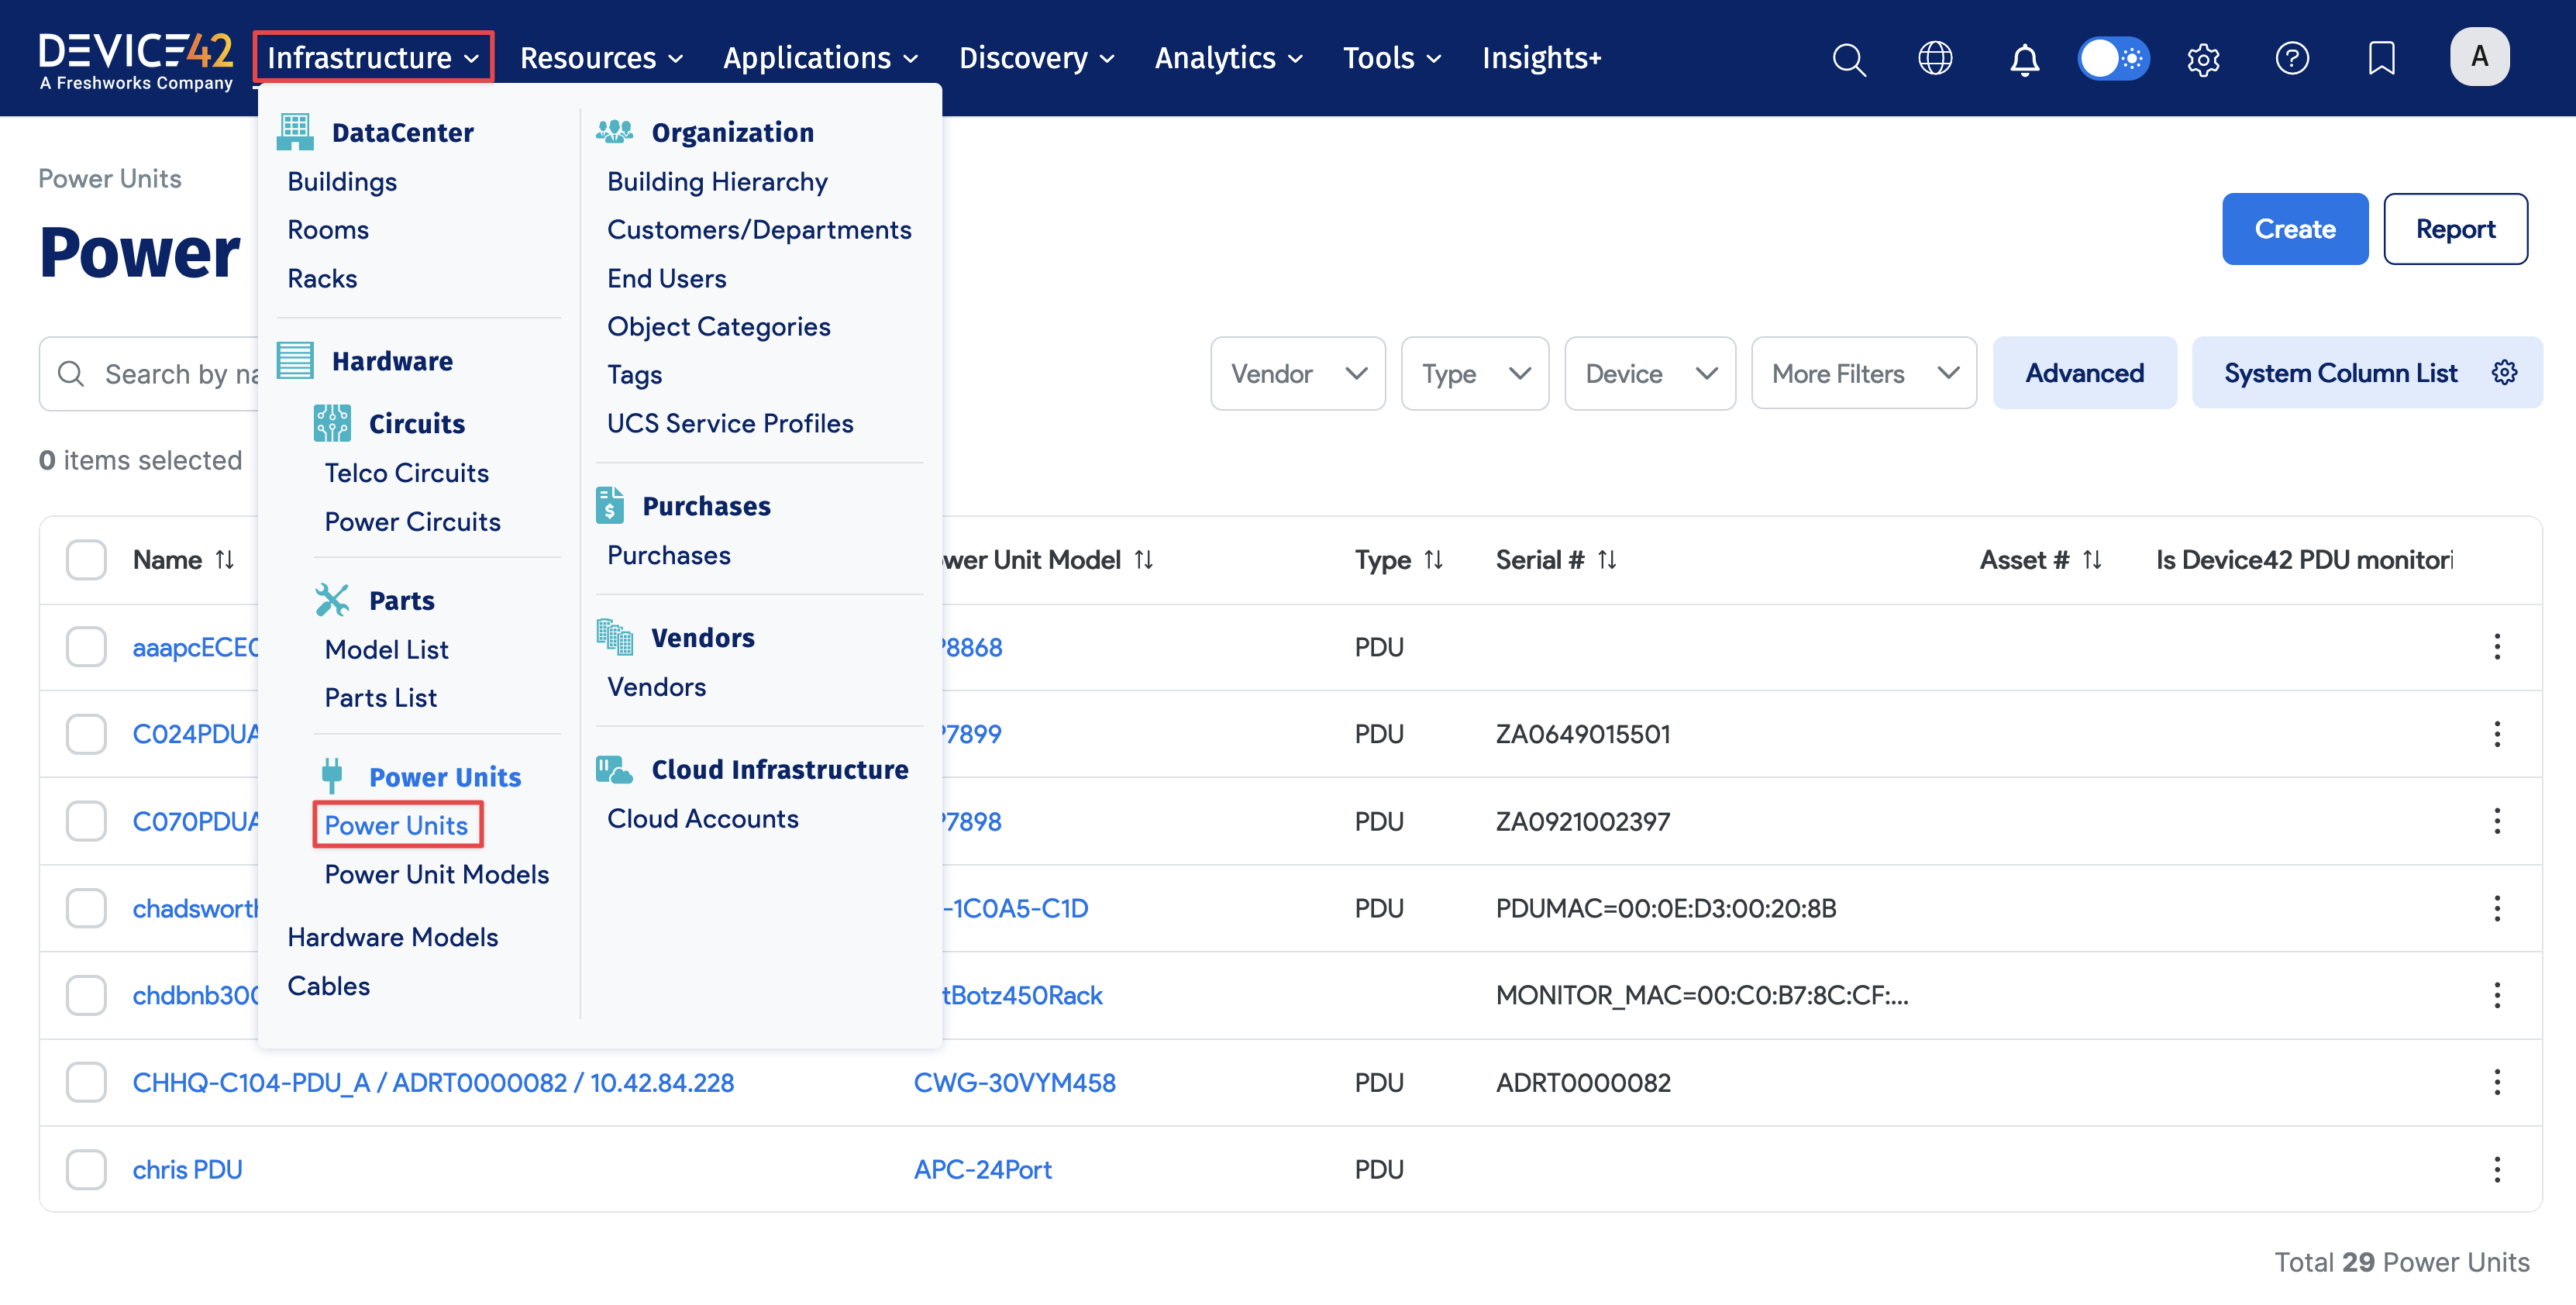 DEVICE42
A Freshworks Company
Infrastructure
Resources
Applications
Discovery
Analytics
Tools
Insights+
A
DataCenter
Buildings
Rooms
Racks
Hardware
Circuits
Telco Circuits
Power Circuits
Parts
Model List
Parts List
Power Units
Power Units
Power Unit Models
Hardware Models
Cables
Organization
Building Hierarchy
Customers/Departments
End Users
Object Categories
Tags
UCS Service Profiles
Purchases
Purchases
Vendors
Vendors
Cloud Infrastructure
Cloud Accounts
Power Units
Power
Create
Report
Search by
Vendor
Type
Device
More Filters
Advanced
System Column List
0 items selected
Name
Unit Model
Type
Serial #
Asset #
Is Device42 PDU
8868
PDU
C024PDUA
7899
PDU
ZA0649015501
C070PDUA
7898
PDU
ZA0921002397
-1C0A5-C1D
PDU
PDUMAC=00:0E:D3:00:20:8B
tBotz450Rack
MONITOR_MAC=00:C0:B7:8C:CF:...
CHHQ-C104-PDU_A / ADRT0000082 / 10.42.84.228
CWG-30VYM458
PDU
ADRT0000082
chris PDU
APC-24Port
PDU
Total 29 Power Units